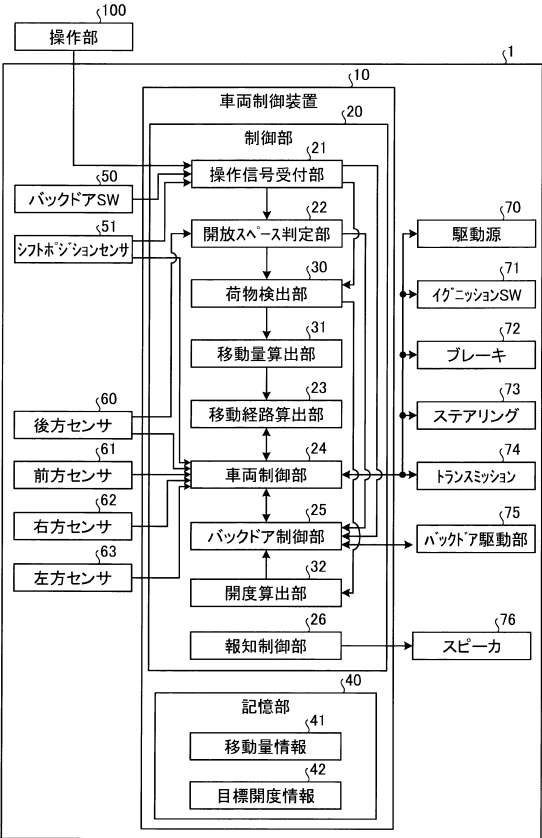 100
操作部
1
10
車両制御装置
20
制御部
21
操作信号受付部
50
バックドアSW
51
シフトポジションセンサ
22
開放スペース判定部
30
荷物検出部
31
移動量算出部
23
移動経路算出部
60
後方センサ
61
前方センサ
62
右方センサ
63
左方センサ
24
車両制御部
25
バックドア制御部
32
開度算出部
26
報知制御部
70
駆動源
71
イグニッションSW
72
ブレーキ
73
ステアリング
74
トランスミッション
75
バックドア駆動部
76
スピーカ
40
記憶部
41
移動量情報
42
目標開度情報